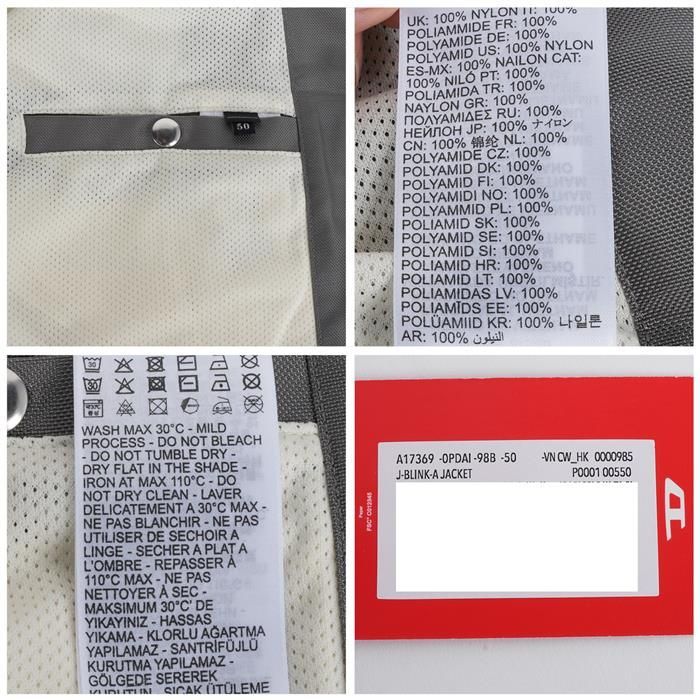 50
UK: 100% NYLON IT: 100%
POLIAMMIDE FR: 100%
POLYAMIDE DE: 100%
POLYAMID US: 100% NYLON
ES-MX: 100% NAILON CAT:
100% NILÓ PT: 100%
POLIAMIDA TR: 100%
NAYLON GR: 100%
ΠΟΛΥΑΜΙΔΕΣ RU: 100%
НЕЙЛОН JP: 100% ナイロン
CN: 100% 锦纶 NL: 100%
POLYAMIDE CZ: 100%
POLYAMID DK: 100%
POLYAMID FI: 100%
POLYAMIDI NO: 100%
POLYAMMID PL: 100%
POLIAMID SK: 100%
POLYAMID SE: 100%
POLYAMID SI: 100%
POLIAMID HR: 100%
POLIAMID LT: 100%
POLIAMIDAS LV: 100%
POLIAMĪDS EE: 100%
POLÜAMIID KR: 100% 나일론
AR: 100% النيلون
WASH MAX 30°C - MILD
PROCESS - DO NOT BLEACH
- DO NOT TUMBLE DRY -
DRY FLAT IN THE SHADE -
IRON AT MAX 110°C - DO
NOT DRY CLEAN - LAVER
DELICATEMENT A 30°C MAX -
NE PAS BLANCHIR - NE PAS
UTILISER DE SECHOIR A
LINGE - SECHER A PLAT A
L'OMBRE - REPASSER À
110°C MAX - NE PAS
NETTOYER À SEC -
MAKSIMUM 30°C' DE
YIKAYINIZ - HASSAS
YIKAMA - KLORLU AĞARTMA
YAPILAMAZ - SANTRİFÜJLÜ
KURUTMA YAPILAMAZ -
GÖLGEDE SEREREK
KURUTUN - SICAK ÜTÜLEME
A17369 -0PDAI -98B -50 -VN CW_HK 0000985
J-BLINK-A JACKET P0001 00550
Paper
FSC® C012345
D